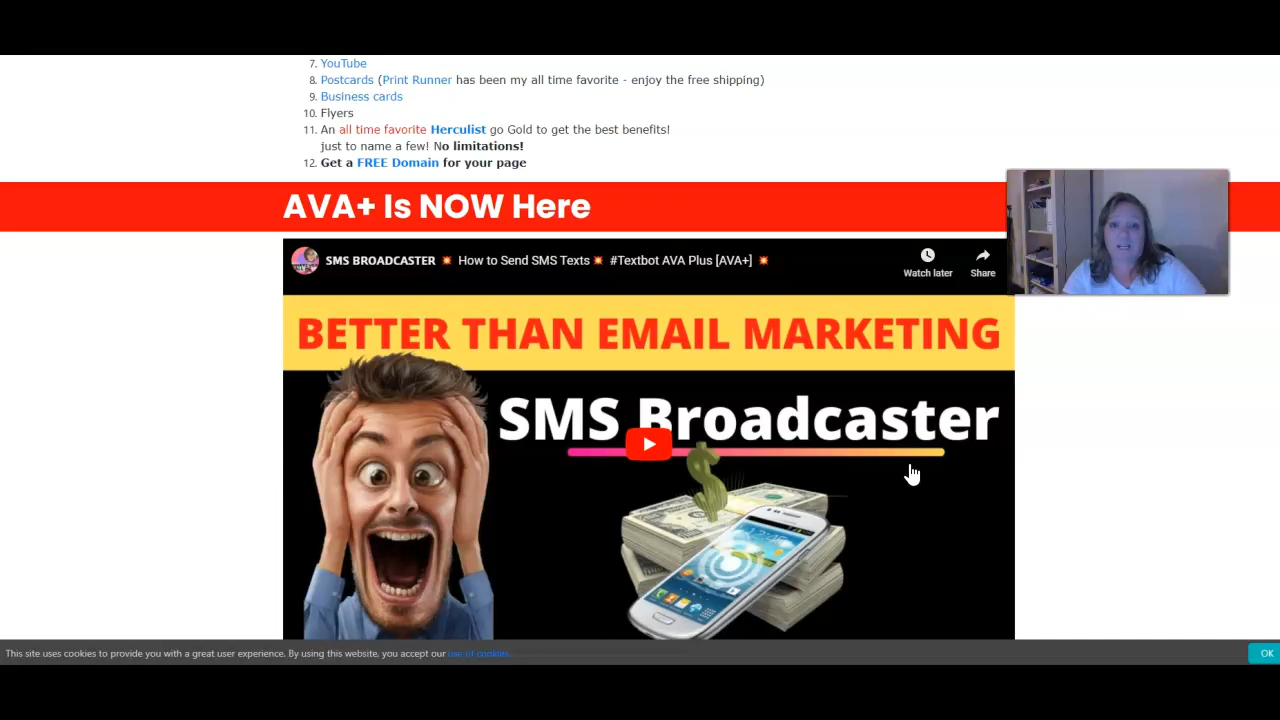 7. YouTube
8. Postcards (Print Runner has been my all time favorite - enjoy the free shipping)
9. Business cards
10. Flyers
11. An all time favorite Herculist go Gold to get the best benefits!
just to name a few! No limitations!
12. Get a FREE Domain for your page
AVA+ Is NOW Here
SMS BROADCASTER 💥 How to Send SMS Texts 💥 #Textbot AVA Plus [AVA+] 💥
Watch later
Share
BETTER THAN EMAIL MARKETING
SMS Broadcaster
12:45
This site uses cookies to provide you with a great user experience. By using this website, you accept our use of cookies.
OK